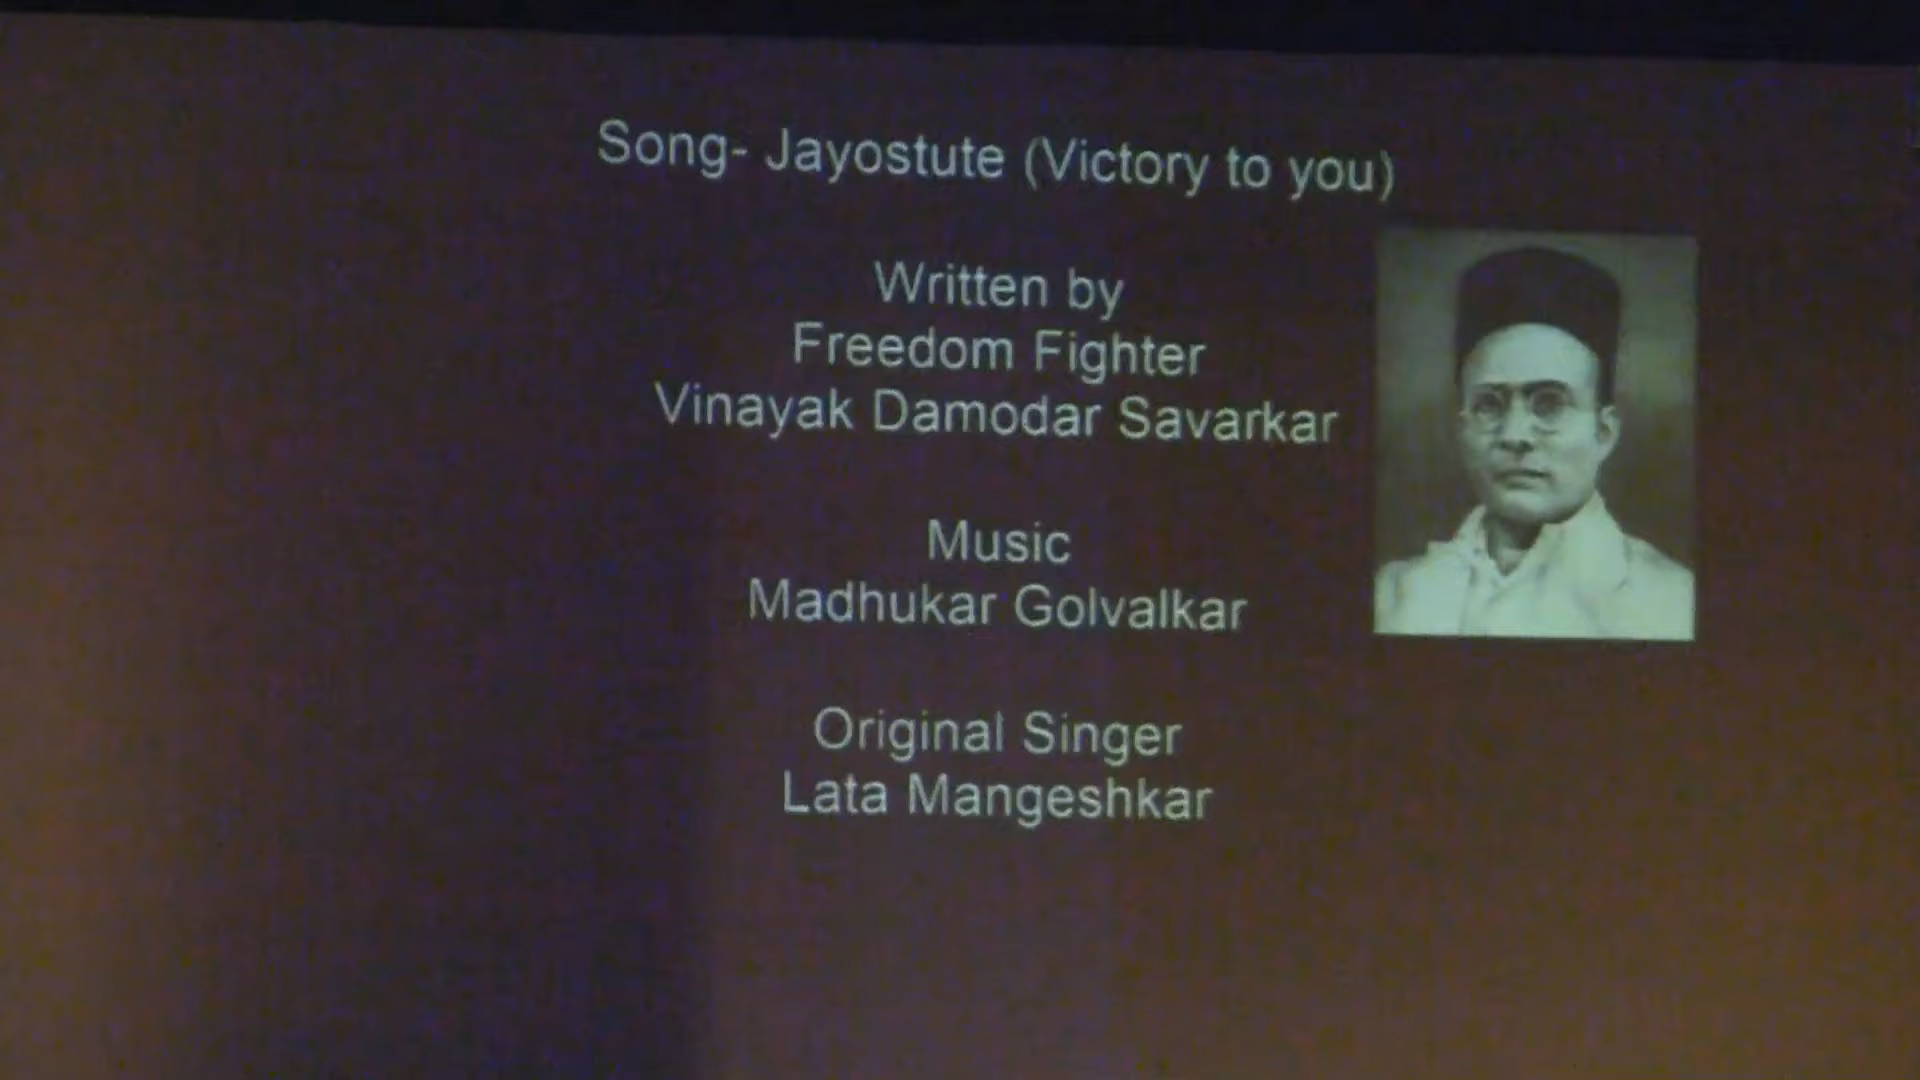 Song- Jayostute (Victory to you)
Written by
Freedom Fighter
Vinayak Damodar Savarkar
Music
Madhukar Golvalkar
Original Singer
Lata Mangeshkar